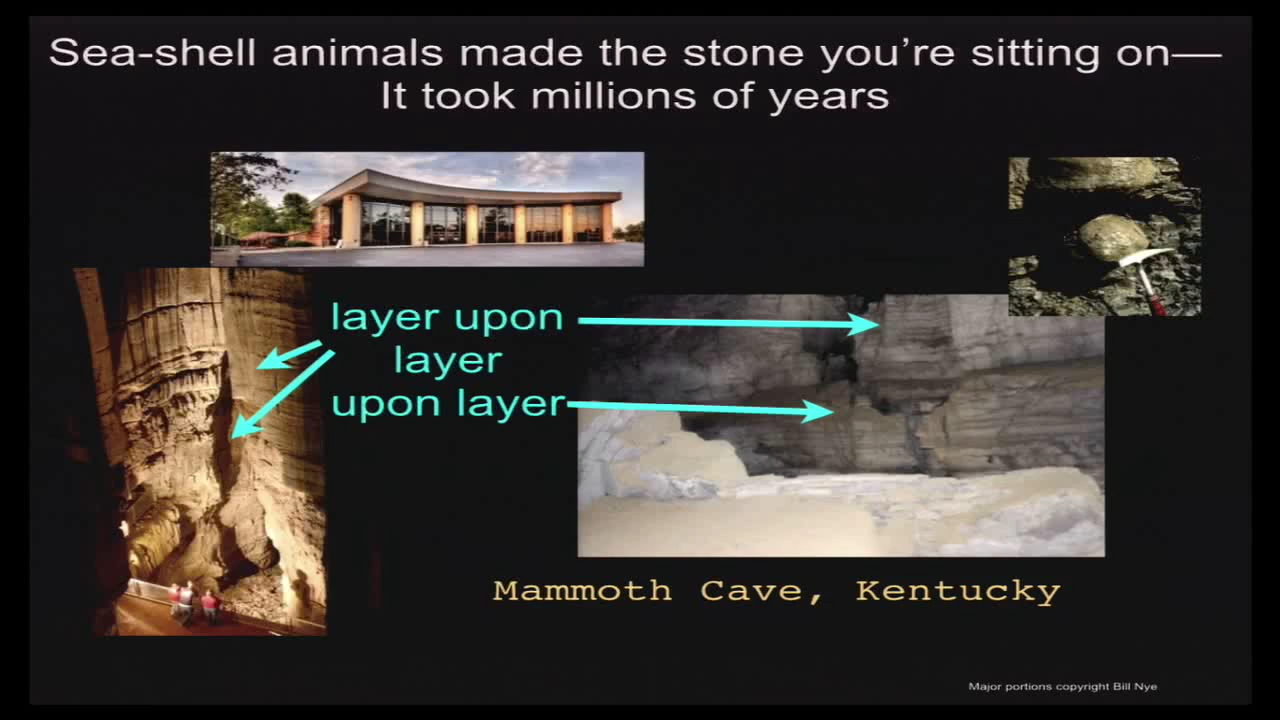 Sea-shell animals made the stone you’re sitting on—
It took millions of years
layer upon
layer
upon layer
Mammoth Cave, Kentucky
Major portions copyright Bill Nye